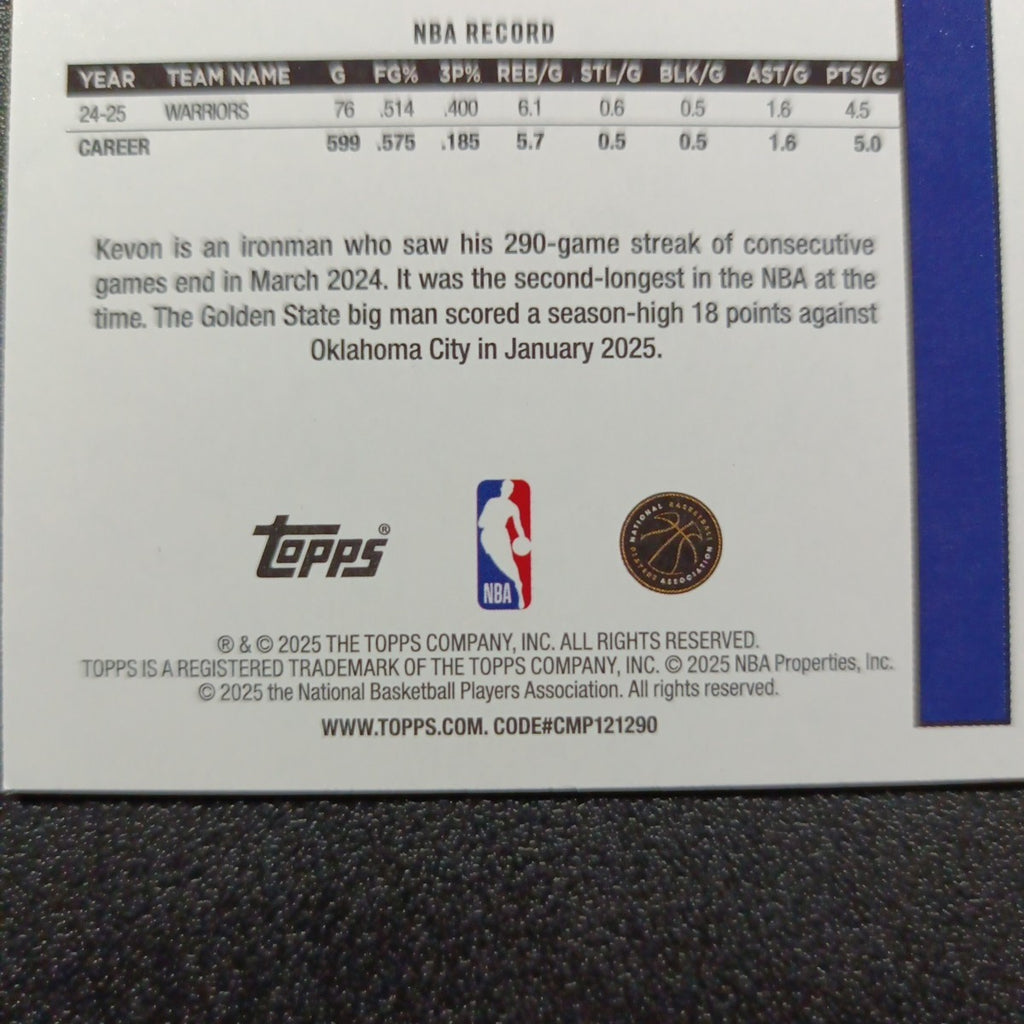 NBA RECORD
YEAR TEAM NAME G FG% 3P% REB/G STL/G BLK/G AST/G PTS/G
24-25 WARRIORS 76 .514 .400 6.1 0.6 0.5 1.6 4.5
CAREER 599 .575 .185 5.7 0.5 0.5 1.6 5.0
Kevon is an ironman who saw his 290-game streak of consecutive
games end in March 2024. It was the second-longest in the NBA at the
time. The Golden State big man scored a season-high 18 points against
Oklahoma City in January 2025.
topps®
NBA
NATIONAL BASKETBALL PLAYERS ASSOCIATION
® & © 2025 THE TOPPS COMPANY, INC. ALL RIGHTS RESERVED.
TOPPS IS A REGISTERED TRADEMARK OF THE TOPPS COMPANY, INC. © 2025 NBA Properties, Inc.
© 2025 the National Basketball Players Association. All rights reserved.
WWW.TOPPS.COM. CODE#CMP121290